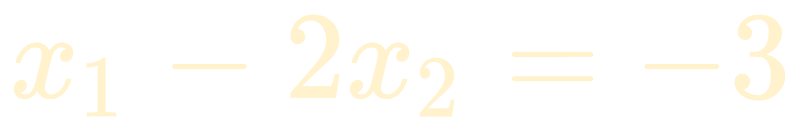 x₁ − 2x₂ = −3